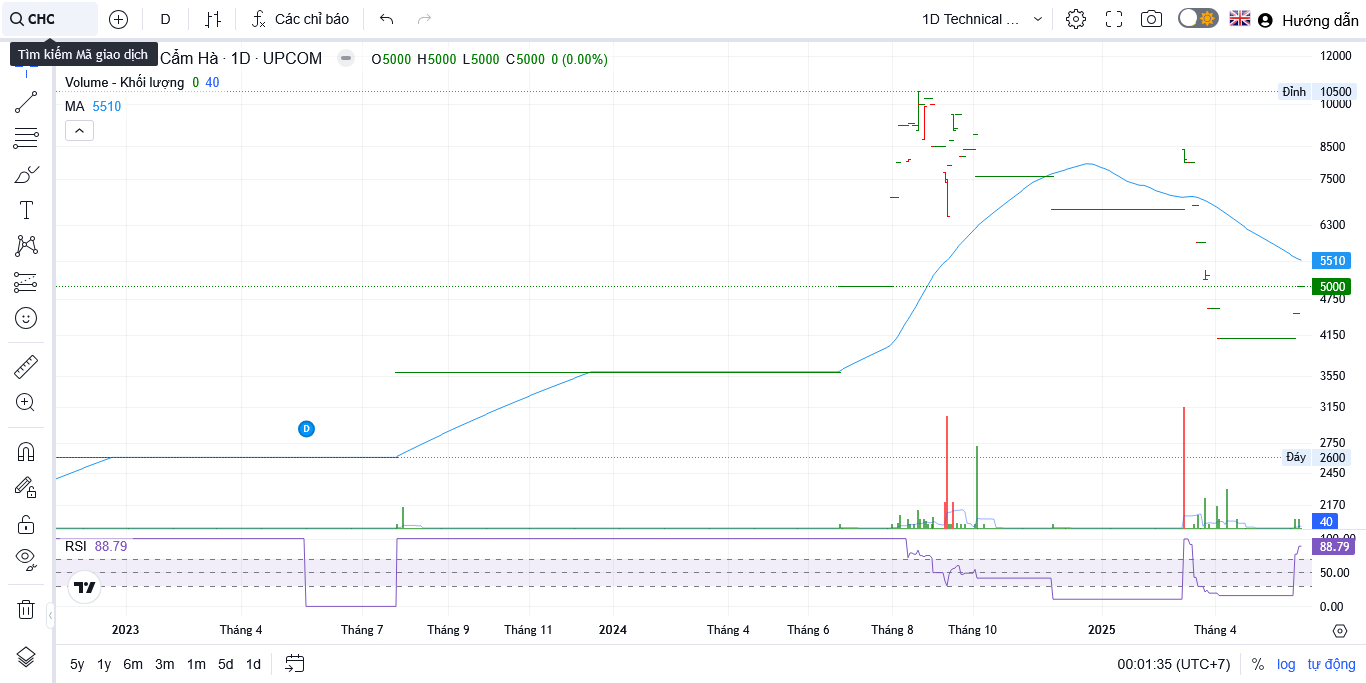 CHC
D
Các chỉ báo
1D Technical ...
Hướng dẫn
Tìm kiếm Mã giao dịch
Cẩm Hà · 1D · UPCOM
O5000 H5000 L5000 C5000 0 (0.00%)
Volume - Khối lượng 0 40
MA 5510
12000
Đỉnh 10500
10000
8500
7500
6300
5510
5000
4750
4150
3550
3150
2750
Đáy 2600
2450
2170
40
D
RSI 88.79
100.00
88.79
50.00
0.00
2023 Tháng 4 Tháng 7 Tháng 9 Tháng 11 2024 Tháng 4 Tháng 6 Tháng 8 Tháng 10 2025 Tháng 4
5y 1y 6m 3m 1m 5d 1d
00:01:35 (UTC+7) % log tự động